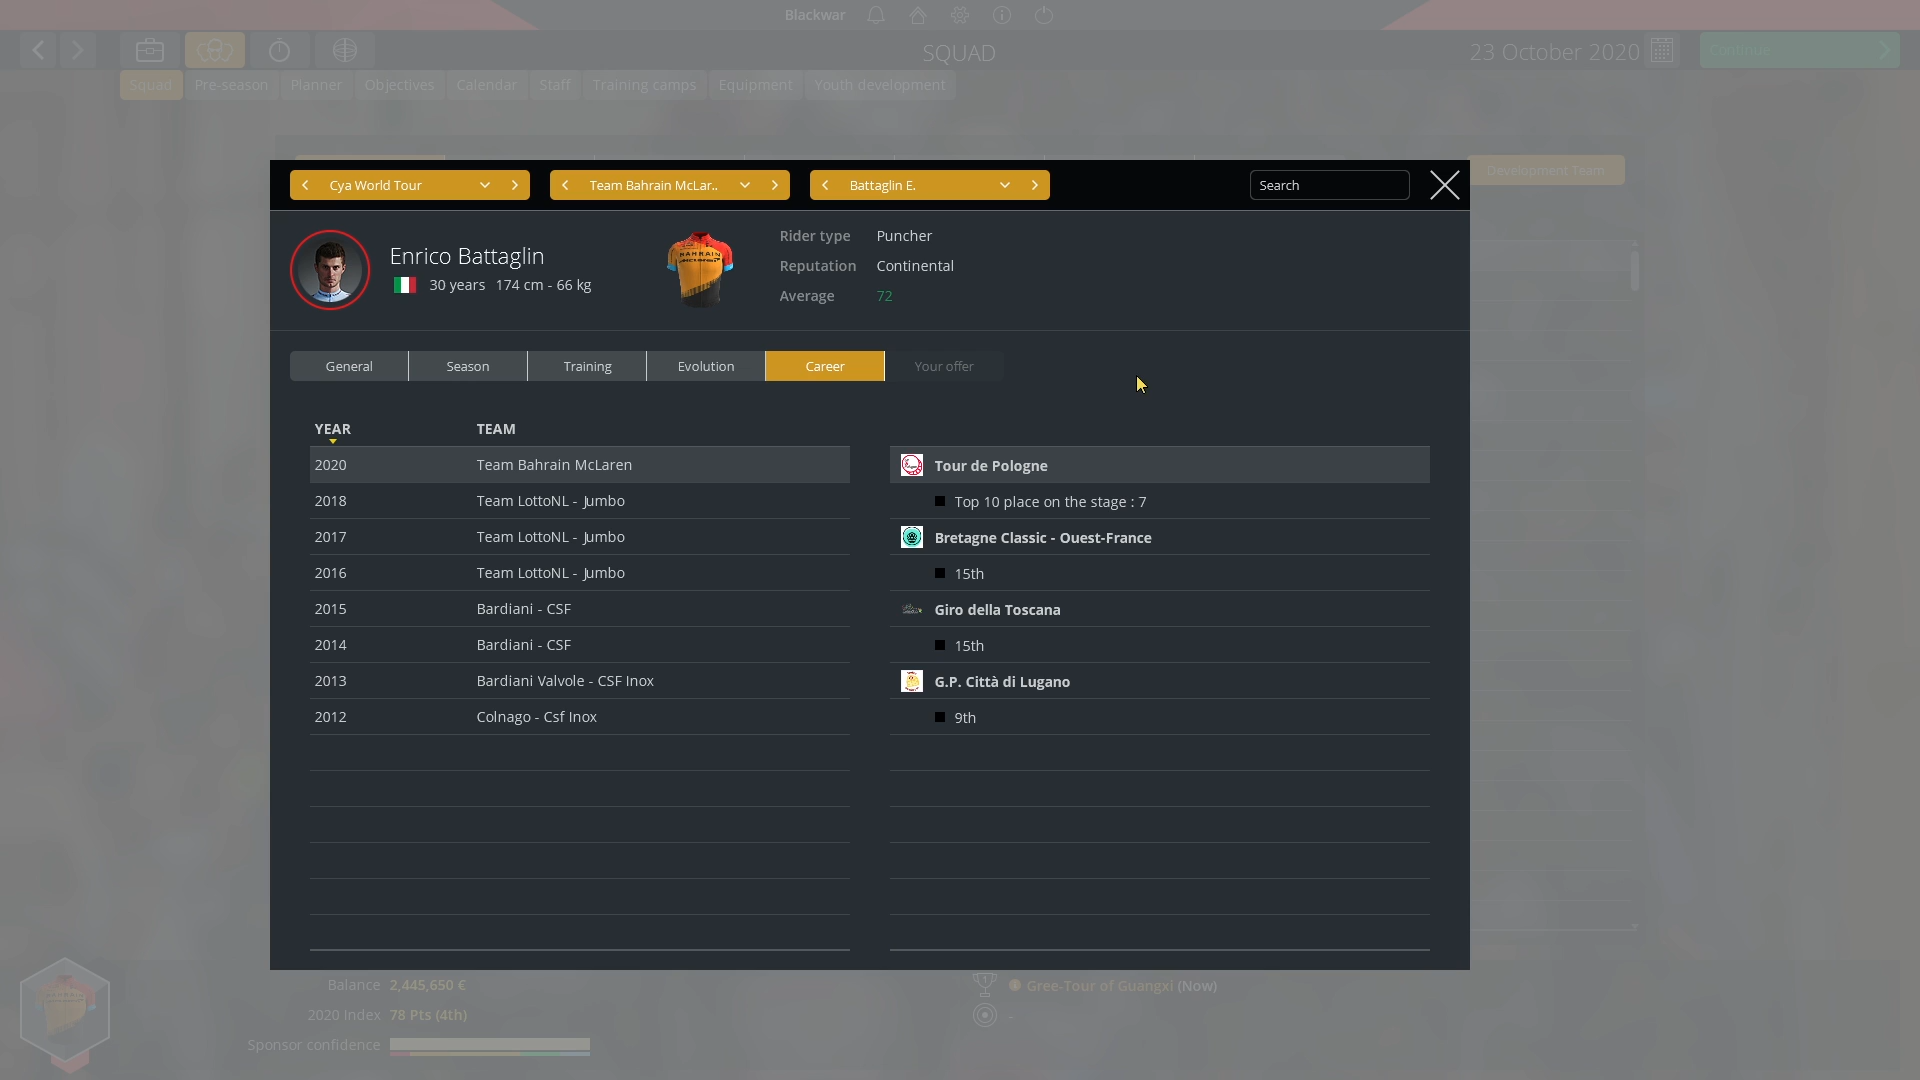 Blackwar
SQUAD
23 October 2020
Continue
Squad
Pre-season
Planner
Objectives
Calendar
Staff
Training camps
Equipment
Youth development
Development Team
Cya World Tour
Team Bahrain McLar..
Battaglin E.
Search
Enrico Battaglin
30 years 174 cm - 66 kg
BAHRAIN
Rider type Puncher
Reputation Continental
Average 72
General
Season
Training
Evolution
Career
Your offer
YEAR TEAM
2020 Team Bahrain McLaren
2018 Team LottoNL - Jumbo
2017 Team LottoNL - Jumbo
2016 Team LottoNL - Jumbo
2015 Bardiani - CSF
2014 Bardiani - CSF
2013 Bardiani Valvole - CSF Inox
2012 Colnago - Csf Inox
Tour de Pologne
Top 10 place on the stage : 7
Bretagne Classic - Ouest-France
15th
Giro della Toscana
15th
G.P. Città di Lugano
9th
Balance 2,445,650 €
2020 Index 78 Pts (4th)
Sponsor confidence
Gree-Tour of Guangxi (Now)
-